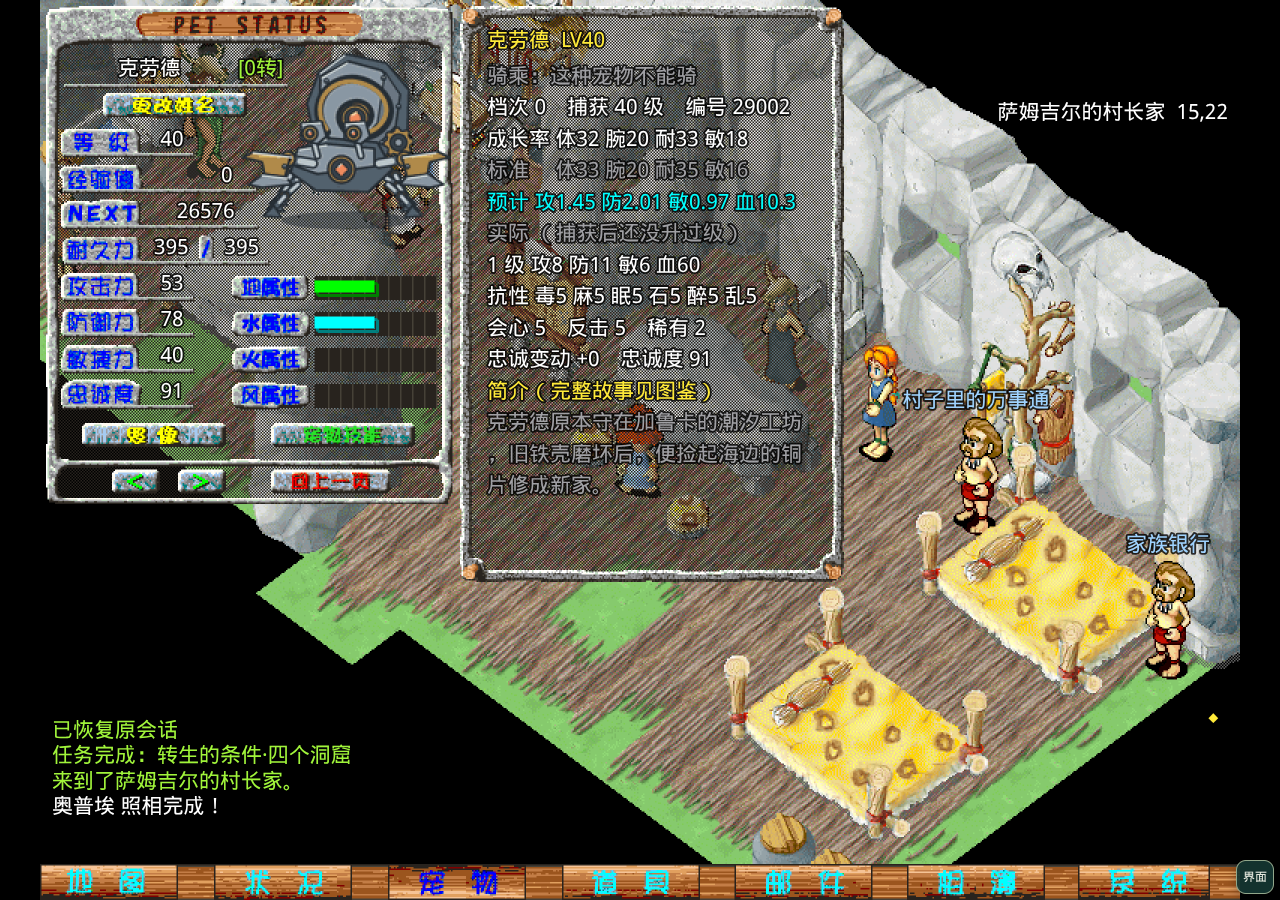 PET STATUS
克劳德 [0转]
更改姓名
等级 40
经验值 0
NEXT 26576
耐久力 395 / 395
攻击力 53
防御力 78
敏捷力 40
忠诚度 91
地属性
水属性
火属性
风属性
影像
宠物技能
<
>
回上一页
克劳德 LV40
骑乘：这种宠物不能骑
档次 0 捕获 40 级 编号 29002
成长率 体32 腕20 耐33 敏18
标准 体33 腕20 耐35 敏16
预计 攻1.45 防2.01 敏0.97 血10.3
实际（捕获后还没升过级）
1 级 攻8 防11 敏6 血60
抗性 毒5 麻5 眠5 石5 醉5 乱5
会心 5 反击 5 稀有 2
忠诚变动 +0 忠诚度 91
简介（完整故事见图鉴）
克劳德原本守在加鲁卡的潮汐工坊
，旧铁壳磨坏后，便捡起海边的铜
片修成新家。
萨姆吉尔的村长家 15,22
村子里的万事通
家族银行
已恢复原会话
任务完成：转生的条件·四个洞窟
来到了萨姆吉尔的村长家。
奥普埃 照相完成！
地图 状况 宠物 道具 邮件 相簿 系统
界面